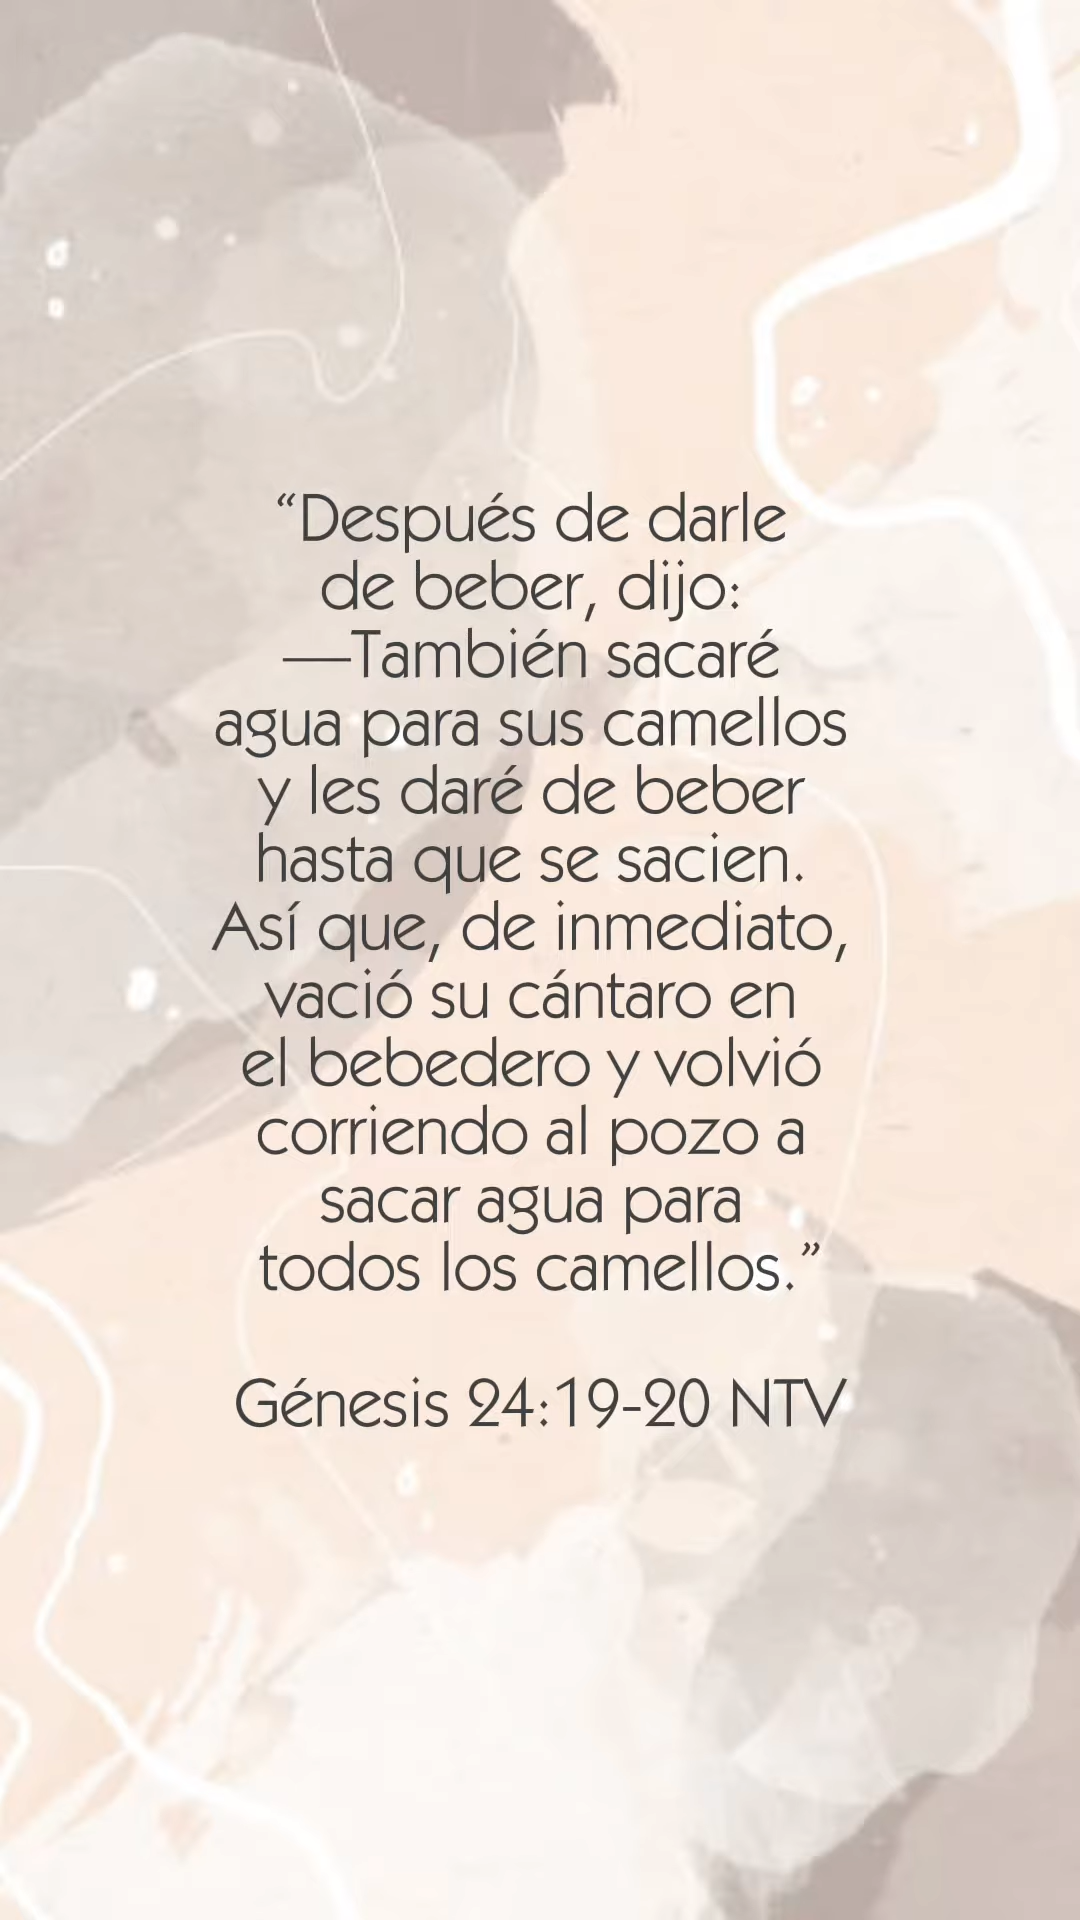 “Después de darle
de beber, dijo:
—También sacaré
agua para sus camellos
y les daré de beber
hasta que se sacien.
Así que, de inmediato,
vació su cántaro en
el bebedero y volvió
corriendo al pozo a
sacar agua para
todos los camellos.”
Génesis 24:19-20 NTV